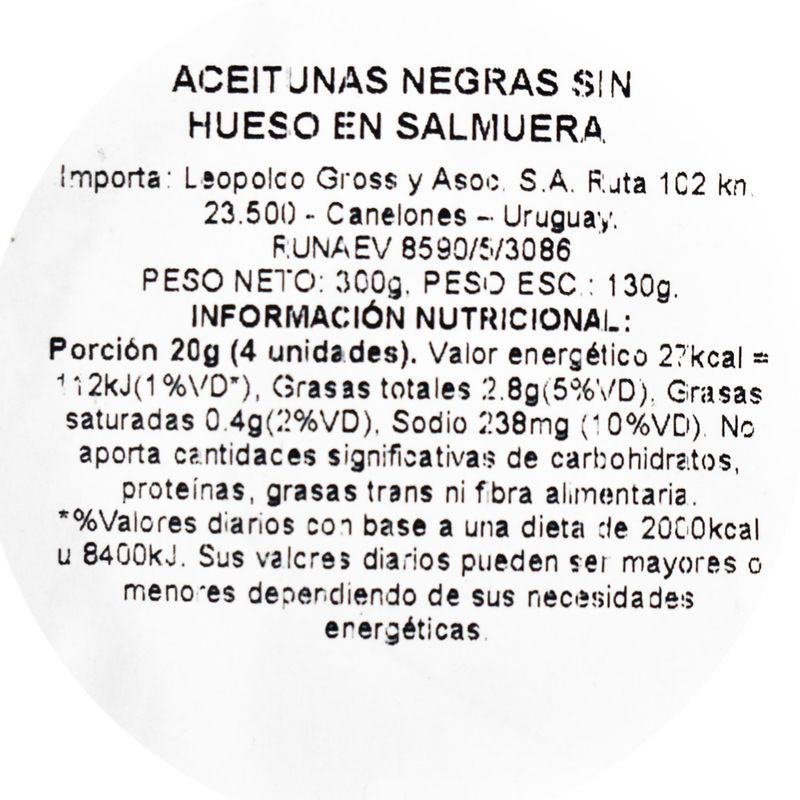 ACEITUNAS NEGRAS SIN
HUESO EN SALMUERA
Importa: Leopoldo Gross y Asoc. S.A. Ruta 102 km.
23.500 - Canelones – Uruguay.
RUNAEV 8590/5/3086
PESO NETO: 300g, PESO ESC.: 130g.
INFORMACIÓN NUTRICIONAL:
Porción 20g (4 unidades). Valor energético 27kcal =
112kJ(1%VD*), Grasas totales 2.8g(5%VD), Grasas
saturadas 0.4g(2%VD), Sodio 238mg (10%VD). No
aporta cantidades significativas de carbohidratos,
proteínas, grasas trans ni fibra alimentaria.
*%Valores diarios con base a una dieta de 2000kcal
u 8400kJ. Sus valores diarios pueden ser mayores o
menores dependiendo de sus necesidades
energéticas.